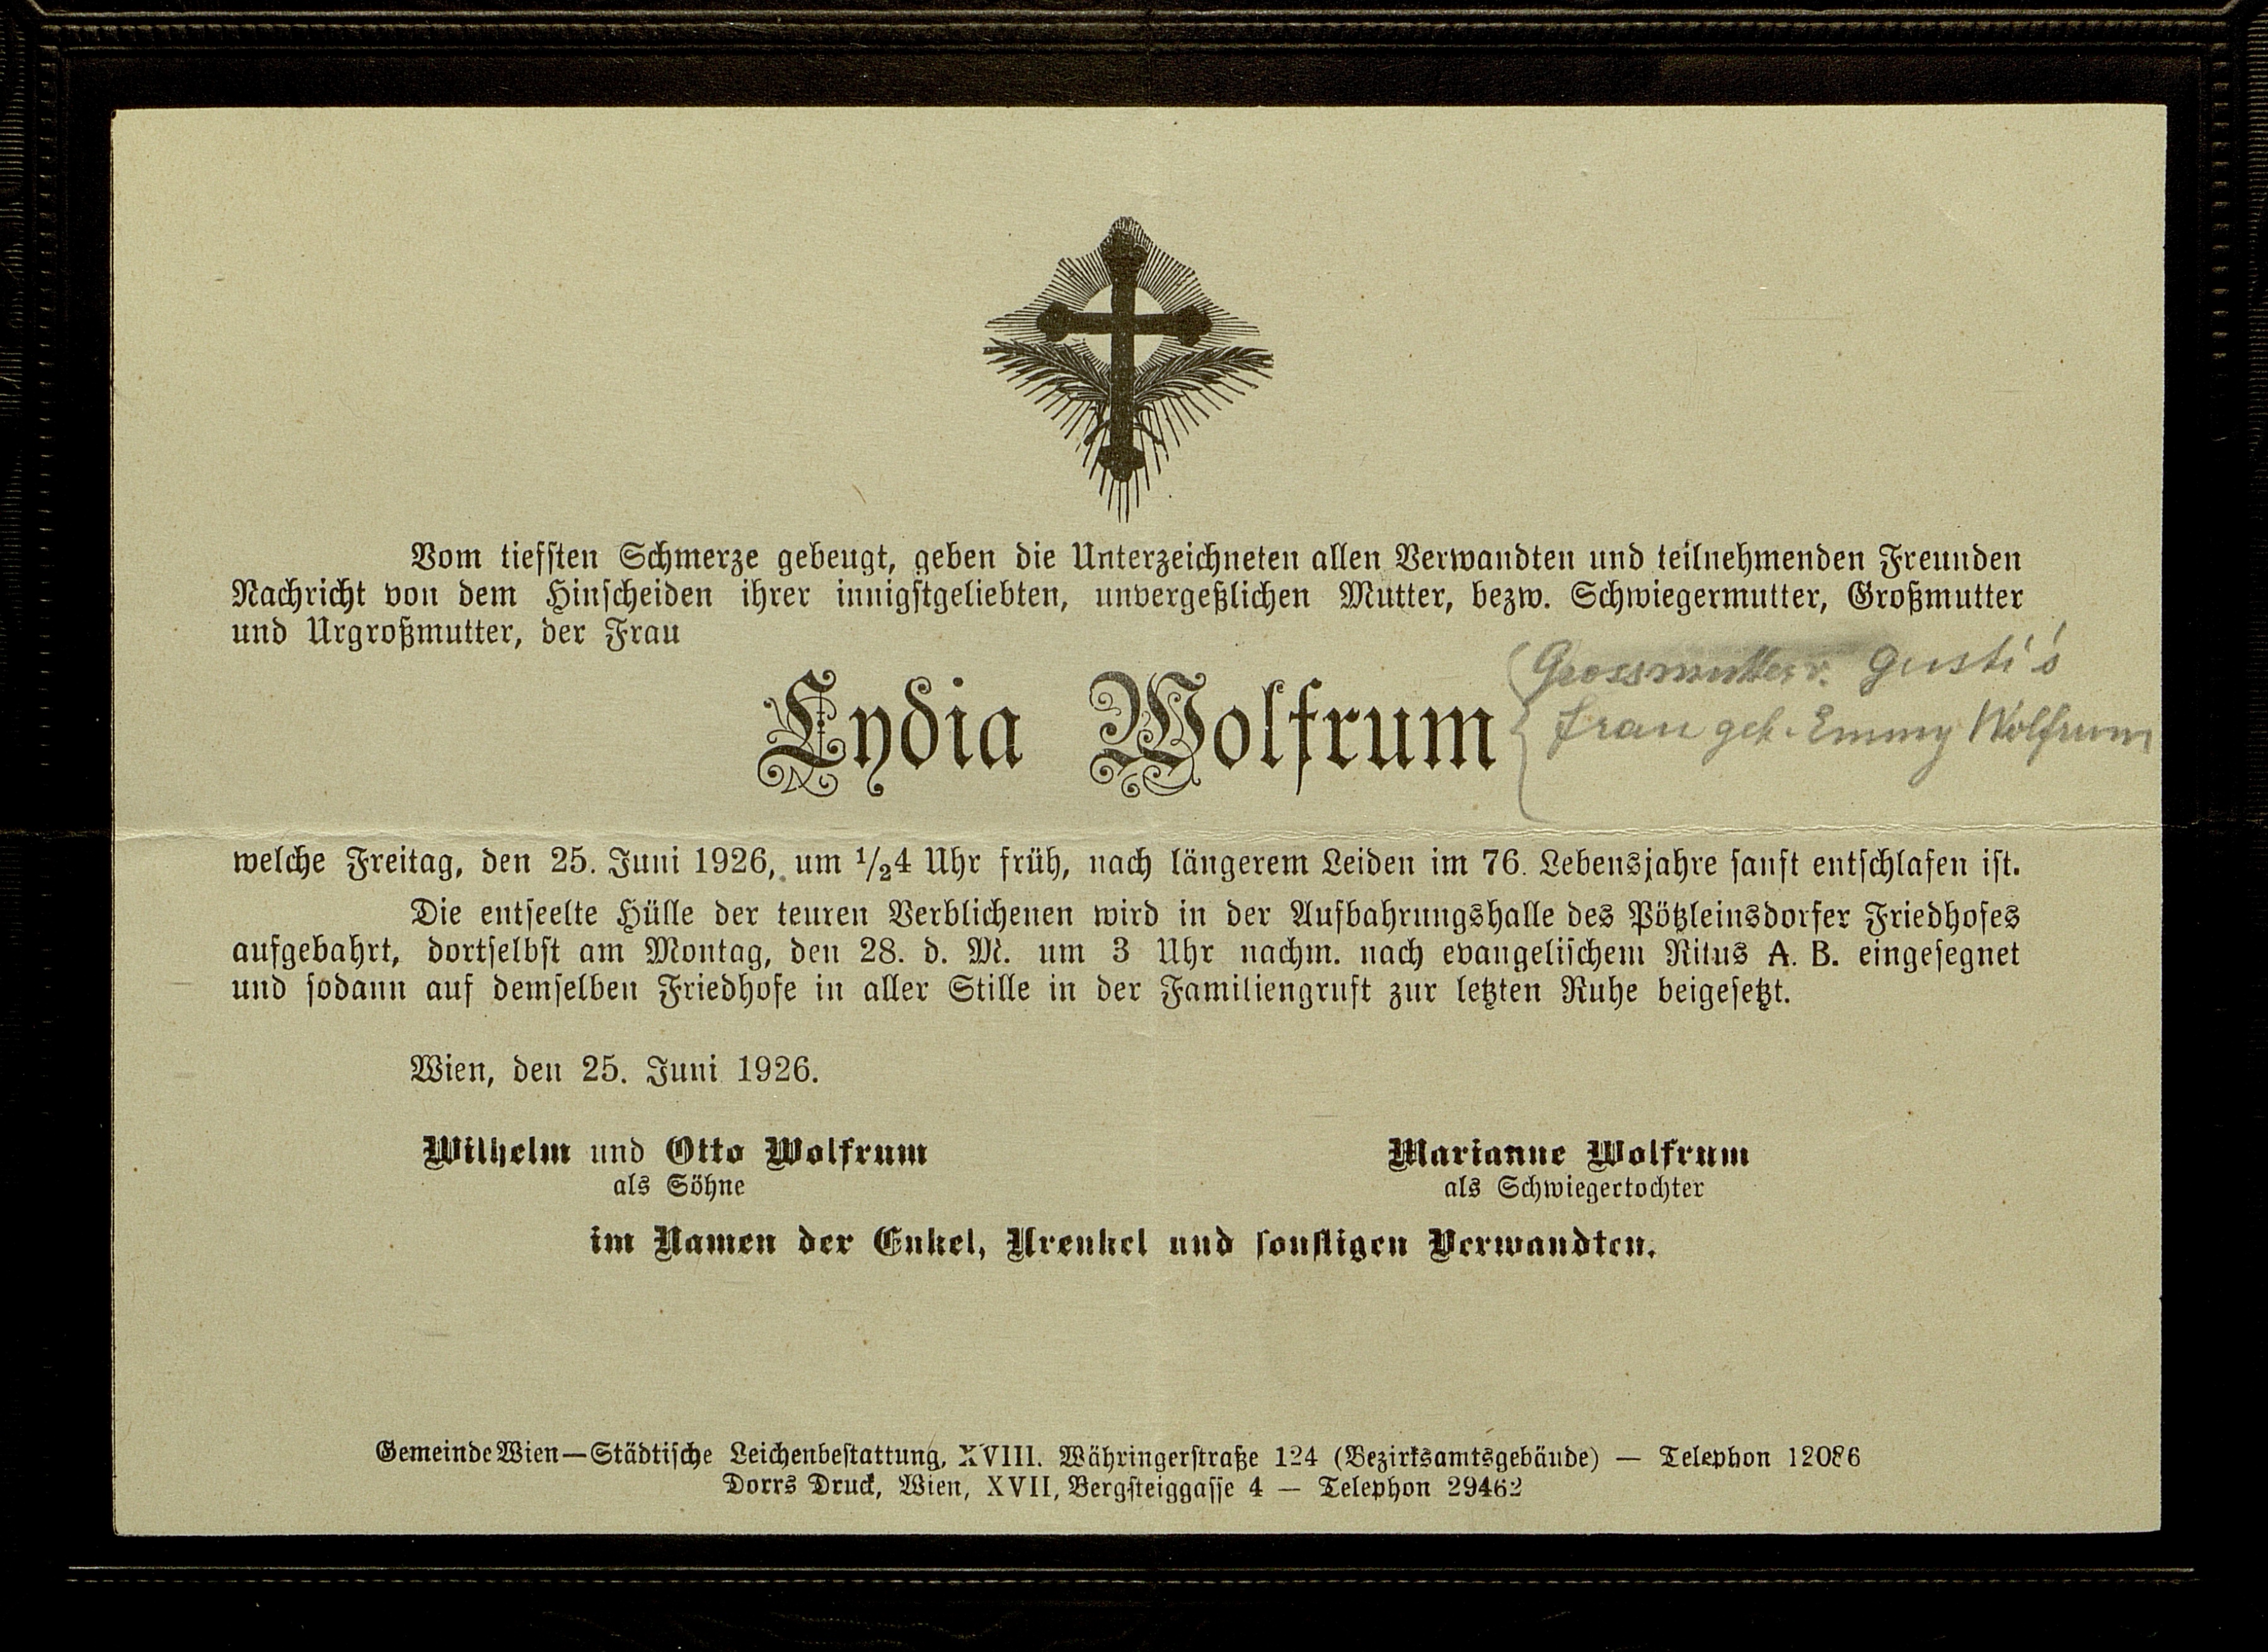 Vom tiefsten Schmerze gebeugt, geben die Unterzeichneten allen Verwandten und teilnehmenden Freunden
Nachricht von dem Hinscheiden ihrer innigstgeliebten, unvergeßlichen Mutter, bezw. Schwiegermutter, Großmutter
und Urgroßmutter, der Frau
Lydia Wolfrum
Grossmutter v. Gusti's
frau geb. Emmy Wolfrum
welche Freitag, den 25. Juni 1926, um 1/24 Uhr früh, nach längerem Leiden im 76. Lebensjahre sanft entschlafen ist.
Die entseelte Hülle der teuren Verblichenen wird in der Aufbahrungshalle des Pötzleinsdorfer Friedhofes
aufgebahrt, dortselbst am Montag, den 28. d. M. um 3 Uhr nachm. nach evangelischem Ritus A. B. eingesegnet
und sodann auf demselben Friedhofe in aller Stille in der Familiengruft zur letzten Ruhe beigesetzt.
Wien, den 25. Juni 1926.
Wilhelm und Otto Wolfrum
als Söhne
Marianne Wolfrum
als Schwiegertochter
im Namen der Enkel, Urenkel und sonstigen Verwandten.
Gemeinde Wien—Städtische Leichenbestattung, XVIII. Währingerstraße 124 (Bezirksamtsgebäude) — Telephon 12086
Dorrs Druck, Wien, XVII, Bergsteiggasse 4 — Telephon 29462